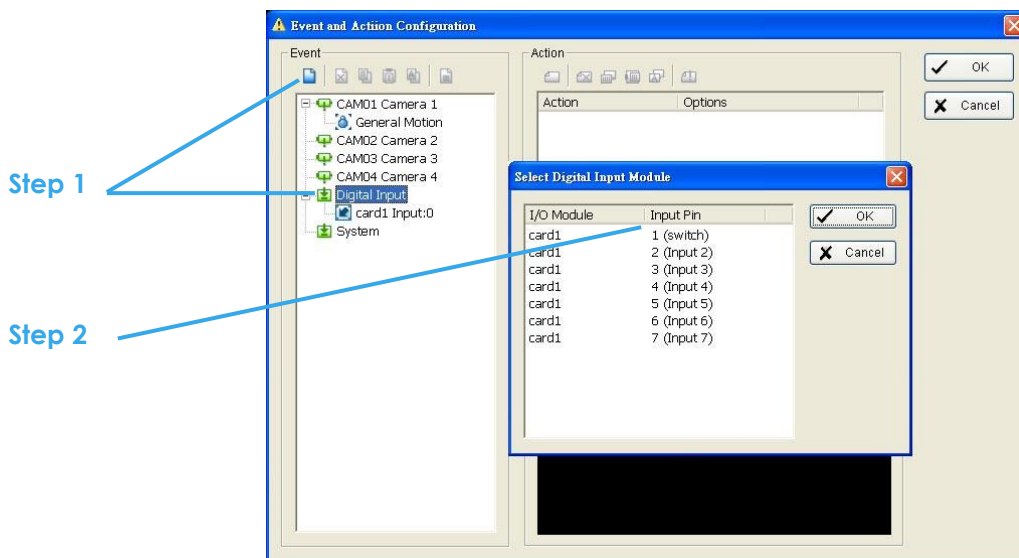 Event and Actiion Configuration
Event
Action
OK
Cancel
CAM01 Camera 1
General Motion
CAM02 Camera 2
CAM03 Camera 3
CAM04 Camera 4
Digital Input
card1 Input:0
System
Action Options
Step 1
Step 2
Select Digital Input Module
I/O Module Input Pin
card1 1 (switch)
card1 2 (Input 2)
card1 3 (Input 3)
card1 4 (Input 4)
card1 5 (Input 5)
card1 6 (Input 6)
card1 7 (Input 7)
OK
Cancel